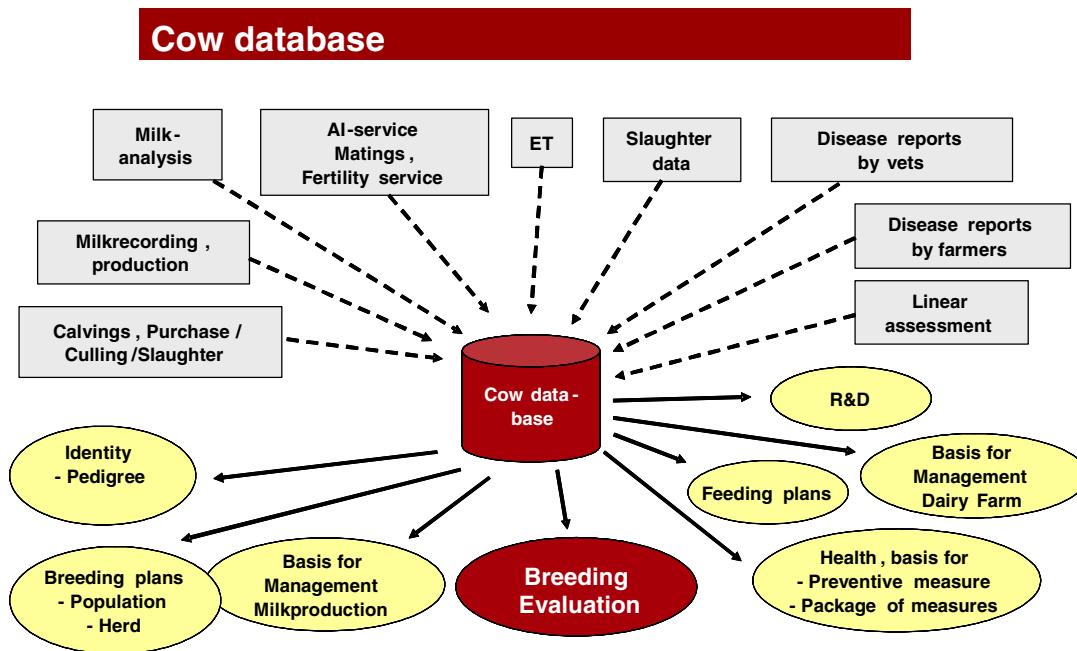 Cow database
Milk-
analysis
AI-service
Matings ,
Fertility service
ET
Slaughter
data
Disease reports
by vets
Milkrecording ,
production
Disease reports
by farmers
Calvings , Purchase /
Culling /Slaughter
Linear
assessment
Cow data -
base
R&D
Identity
- Pedigree
Feeding plans
Basis for
Management
Dairy Farm
Breeding plans
- Population
- Herd
Basis for
Management
Milkproduction
Breeding
Evaluation
Health , basis for
- Preventive measure
- Package of measures